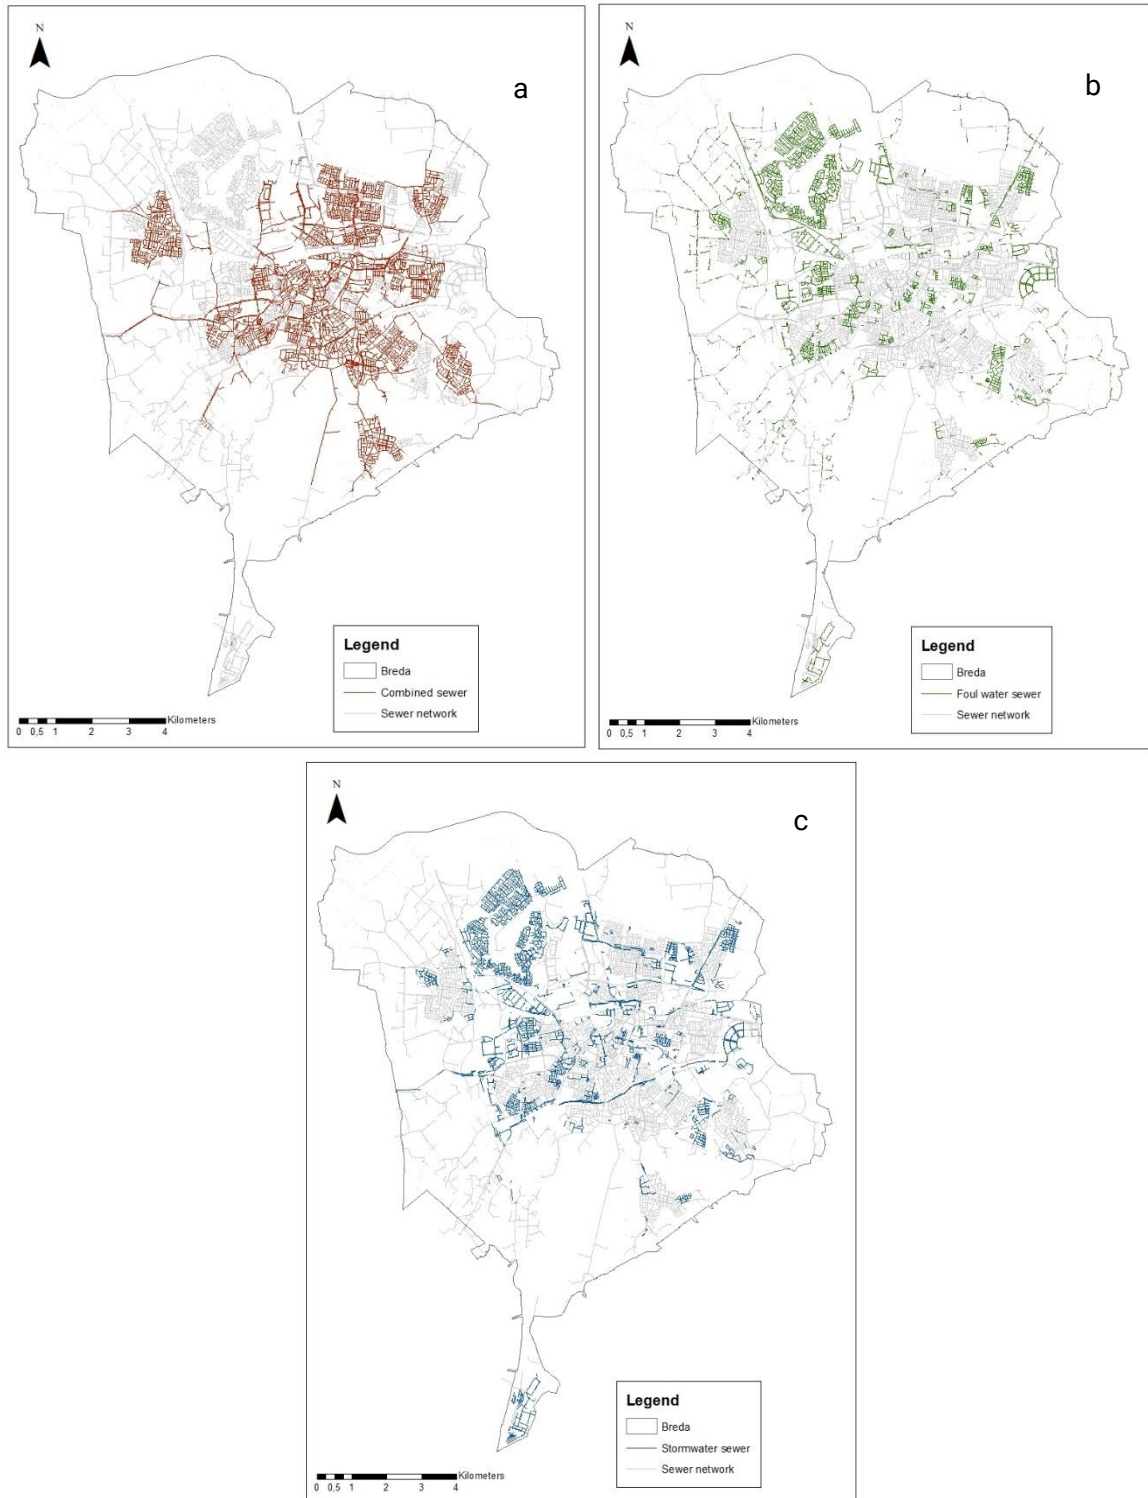 N
a
Legend
Breda
Combined sewer
Sewer network
Kilometers
0 0,5 1 2 3 4
N
b
Legend
Breda
Foul water sewer
Sewer network
Kilometers
0 0,5 1 2 3 4
N
c
Legend
Breda
Stormwater sewer
Sewer network
Kilometers
0 0,5 1 2 3 4